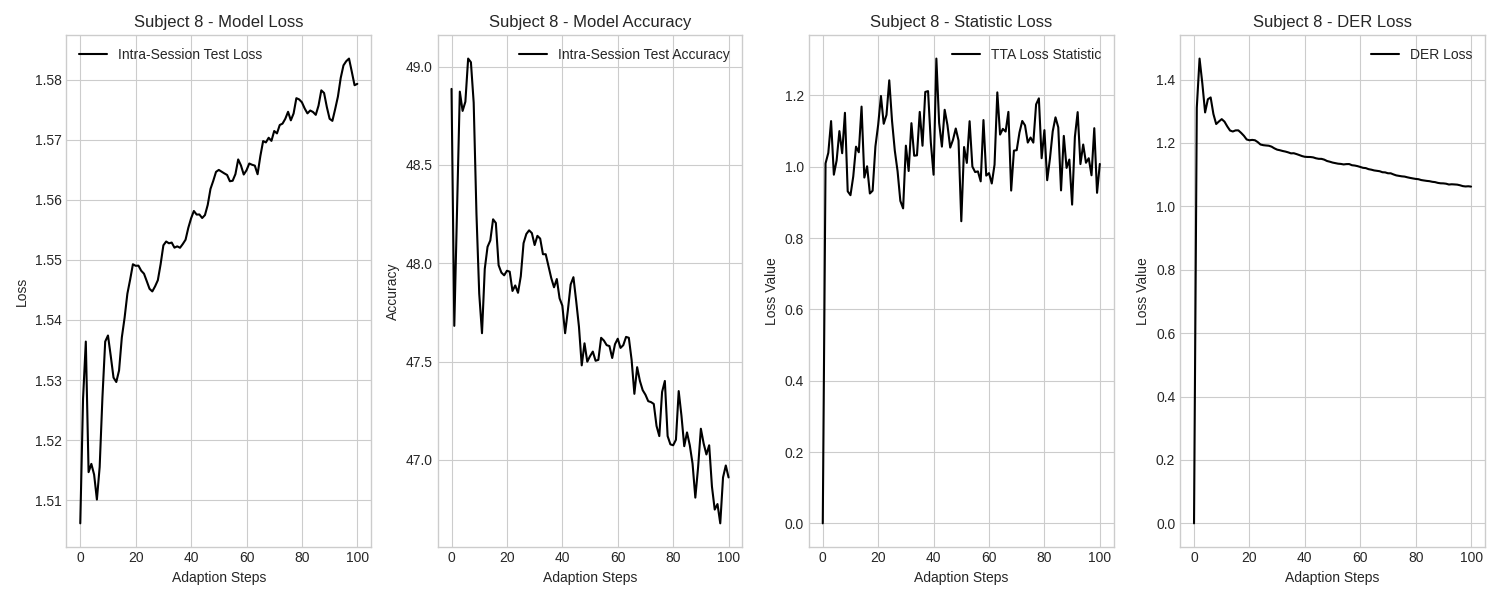 Subject 8 - Model Loss
Intra-Session Test Loss
1.58
1.57
1.56
1.55
1.54
1.53
1.52
1.51
Loss
0 20 40 60 80 100
Adaption Steps
Subject 8 - Model Accuracy
Intra-Session Test Accuracy
49.0
48.5
48.0
47.5
47.0
Accuracy
0 20 40 60 80 100
Adaption Steps
Subject 8 - Statistic Loss
TTA Loss Statistic
1.2
1.0
0.8
0.6
0.4
0.2
0.0
Loss Value
0 20 40 60 80 100
Adaption Steps
Subject 8 - DER Loss
DER Loss
1.4
1.2
1.0
0.8
0.6
0.4
0.2
0.0
Loss Value
0 20 40 60 80 100
Adaption Steps